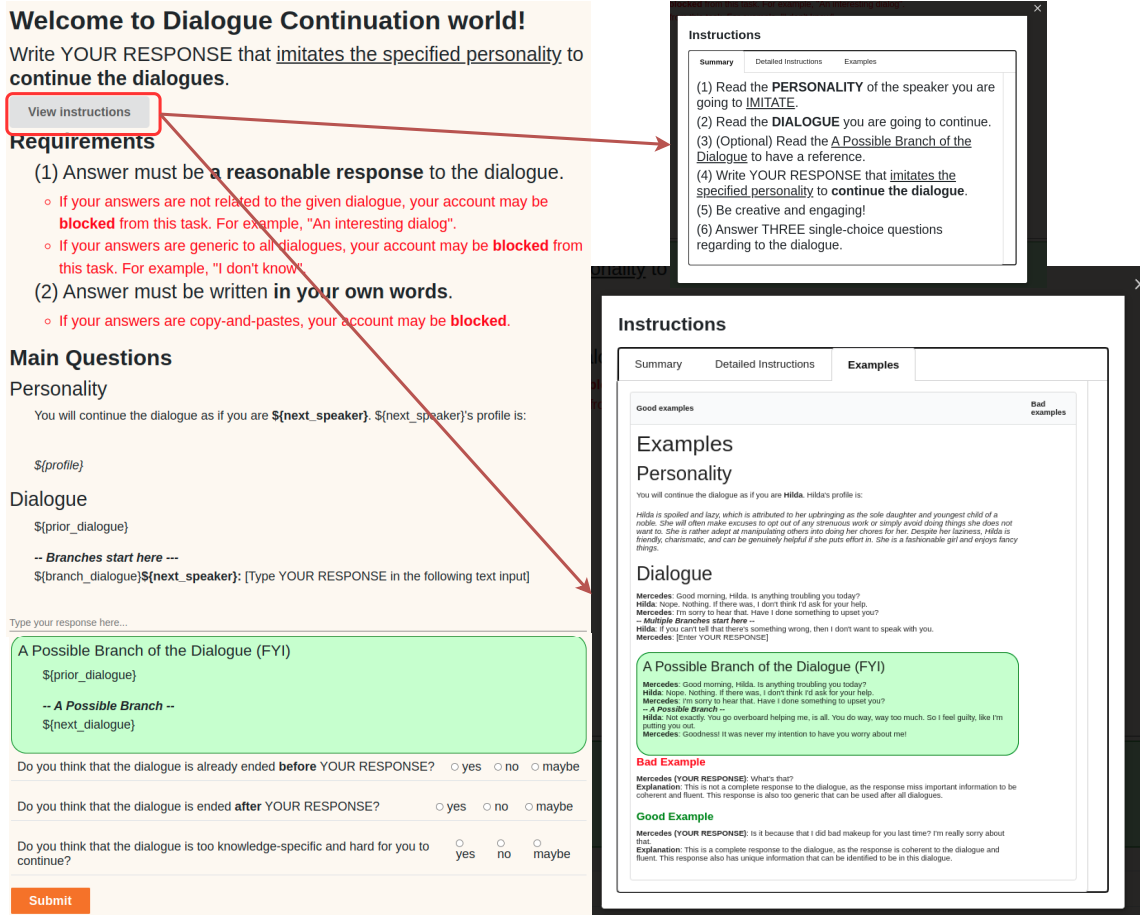 Welcome to Dialogue Continuation world!
Write YOUR RESPONSE that imitates the specified personality to
continue the dialogues.
View instructions
Requirements
(1) Answer must be a reasonable response to the dialogue.
If your answers are not related to the given dialogue, your account may be
blocked from this task. For example, "An interesting dialog".
If your answers are generic to all dialogues, your account may be blocked from
this task. For example, "I don't know".
(2) Answer must be written in your own words.
If your answers are copy-and-pastes, your account may be blocked.
Main Questions
Personality
You will continue the dialogue as if you are ${next_speaker}. ${next_speaker}'s profile is:
${profile}
Dialogue
${prior_dialogue}
-- Branches start here ---
${branch_dialogue}${next_speaker}: [Type YOUR RESPONSE in the following text input]
Type your response here...
A Possible Branch of the Dialogue (FYI)
${prior_dialogue}
-- A Possible Branch --
${next_dialogue}
Do you think that the dialogue is already ended before YOUR RESPONSE? yes no maybe
Do you think that the dialogue is ended after YOUR RESPONSE? yes no maybe
Do you think that the dialogue is too knowledge-specific and hard for you to
continue?
yes no maybe
Submit
Instructions
Summary Detailed Instructions Examples
(1) Read the PERSONALITY of the speaker you are
going to IMITATE.
(2) Read the DIALOGUE you are going to continue.
(3) (Optional) Read the A Possible Branch of the
Dialogue to have a reference.
(4) Write YOUR RESPONSE that imitates the
specified personality to continue the dialogue.
(5) Be creative and engaging!
(6) Answer THREE single-choice questions
regarding to the dialogue.
Instructions
Summary Detailed Instructions Examples
Good examples
Bad
examples
Examples
Personality
You will continue the dialogue as if you are Hilda. Hilda's profile is:
Hilda is spoiled and lazy, which is attributed to her upbringing as the sole daughter and youngest child of a
noble. She will often make excuses to opt out of any strenuous work or simply avoid doing things she does not
want to. She is rather adept at manipulating others into doing her chores for her. Despite her laziness, Hilda is
friendly, charismatic, and can be genuinely helpful if she puts effort in. She is a fashionable girl and enjoys fancy
things.
Dialogue
Mercedes: Good morning, Hilda. Is anything troubling you today?
Hilda: Nope. Nothing. If there was, I don't think I'd ask for your help.
Mercedes: I'm sorry to hear that. Have I done something to upset you?
-- Multiple Branches start here --
Hilda: If you can't tell that there's something wrong, then I don't want to speak with you.
Mercedes: [Enter YOUR RESPONSE]
A Possible Branch of the Dialogue (FYI)
Mercedes: Good morning, Hilda. Is anything troubling you today?
Hilda: Nope. Nothing. If there was, I don't think I'd ask for your help.
Mercedes: I'm sorry to hear that. Have I done something to upset you?
-- A Possible Branch --
Hilda: Not exactly. You go overboard helping me, is all. You do way, way too much. So I feel guilty, like I'm
putting you out.
Mercedes: Goodness! It was never my intention to have you worry about me!
Bad Example
Mercedes (YOUR RESPONSE): What's that?
Explanation: This is not a complete response to the dialogue, as the response miss important information to be
coherent and fluent. This response is also too generic that can be used after all dialogues.
Good Example
Mercedes (YOUR RESPONSE): Is it because that I did bad makeup for you last time? I'm really sorry about
that.
Explanation: This is a complete response to the dialogue, as the response is coherent to the dialogue and
fluent. This response also has unique information that can be identified to be in this dialogue.